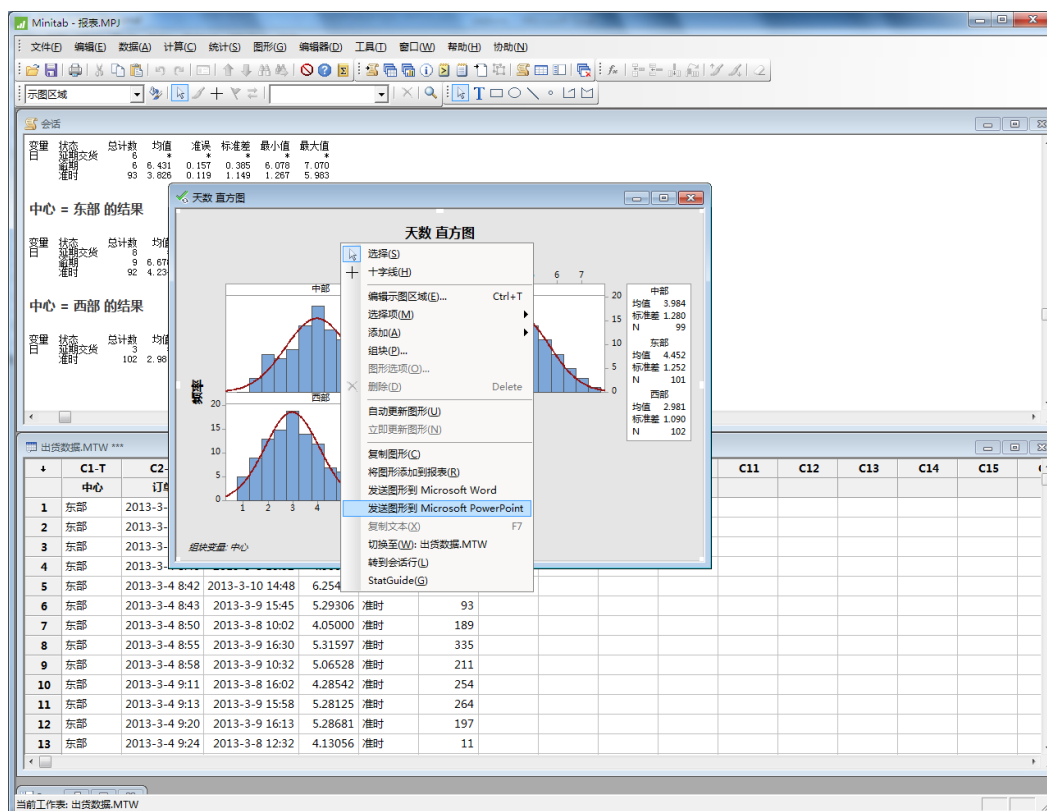 Minitab - 报表.MPJ
文件(F) 编辑(E) 数据(A) 计算(C) 统计(S) 图形(G) 编辑器(D) 工具(T) 窗口(W) 帮助(H) 协助(N)
示图区域
会话
变量 状态 总计数 均值 准误 标准差 最小值 最大值
日 延期交货 6 * * * * *
逾期 6 6.431 0.157 0.385 6.078 7.070
准时 93 3.826 0.119 1.149 1.267 5.983
中心 = 东部 的结果
变量 状态 总计数 均值
日 延期交货 8
逾期 9 6.678
准时 92 4.23
中心 = 西部 的结果
变量 状态 总计数 均值
日 延期交货 3
准时 102 2.98
天数 直方图
天数 直方图
选择(S)
十字线(H)
编辑示图区域(E)... Ctrl+T
选择项(M)
添加(A)
组块(P)...
图形选项(O)...
删除(D) Delete
自动更新图形(U)
立即更新图形(N)
复制图形(C)
将图形添加到报表(R)
发送图形到 Microsoft Word
发送图形到 Microsoft PowerPoint
复制文本(X) F7
切换至(W): 出货数据.MTW
转到会话行(L)
StatGuide(G)
6 7
中部
西部
频率
20
15
10
5
0
20
15
10
5
0
1 2 3 4
中部
均值 3.984
标准差 1.280
N 99
东部
均值 4.452
标准差 1.252
N 101
西部
均值 2.981
标准差 1.090
N 102
组块变量: 中心
出货数据.MTW ***
C1-T C2- C11 C12 C13 C14 C15
中心 订单
1 东部 2013-3-
2 东部 2013-3-
3 东部 2013-3-
4 东部 2013-3-
5 东部 2013-3-4 8:42 2013-3-10 14:48 6.254
6 东部 2013-3-4 8:43 2013-3-9 15:45 5.29306 准时 93
7 东部 2013-3-4 8:50 2013-3-8 10:02 4.05000 准时 189
8 东部 2013-3-4 8:55 2013-3-9 16:30 5.31597 准时 335
9 东部 2013-3-4 8:58 2013-3-9 10:32 5.06528 准时 211
10 东部 2013-3-4 9:11 2013-3-8 16:02 4.28542 准时 254
11 东部 2013-3-4 9:13 2013-3-9 15:58 5.28125 准时 264
12 东部 2013-3-4 9:20 2013-3-9 16:13 5.28681 准时 197
13 东部 2013-3-4 9:24 2013-3-8 12:32 4.13056 准时 11
当前工作表: 出货数据.MTW